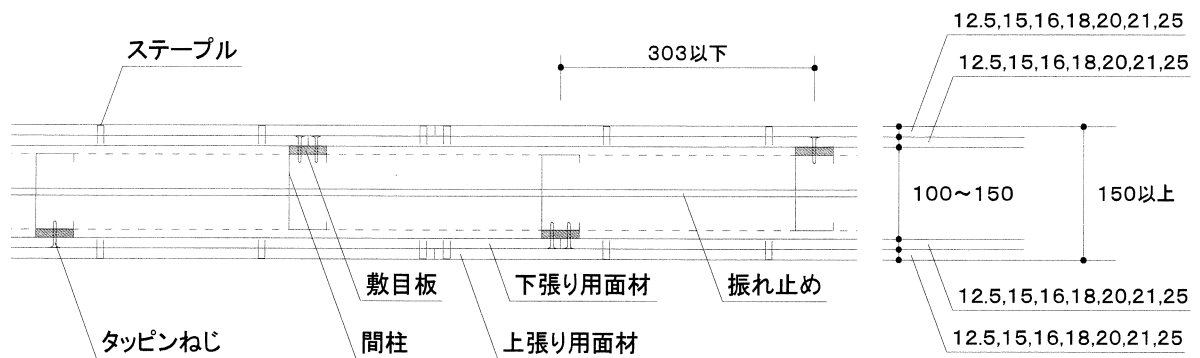 12.5,15,16,18,20,21,25
ステープル
303以下
12.5,15,16,18,20,21,25
100～150
150以上
敷目板
下張り用面材
振れ止め
12.5,15,16,18,20,21,25
タッピンねじ
間柱
上張り用面材
12.5,15,16,18,20,21,25